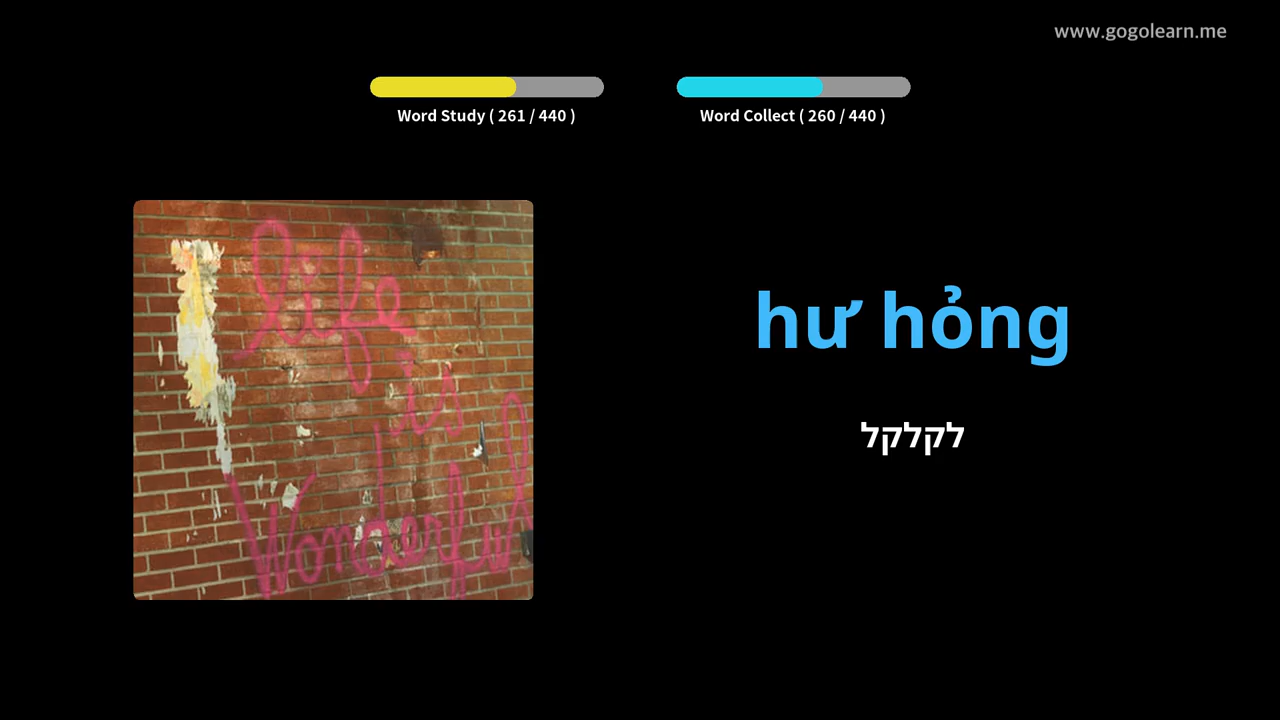 www.gogolearn.me
Word Study ( 261 / 440 )
Word Collect ( 260 / 440 )
life
is
Wonderful
hư hỏng
לקלקל